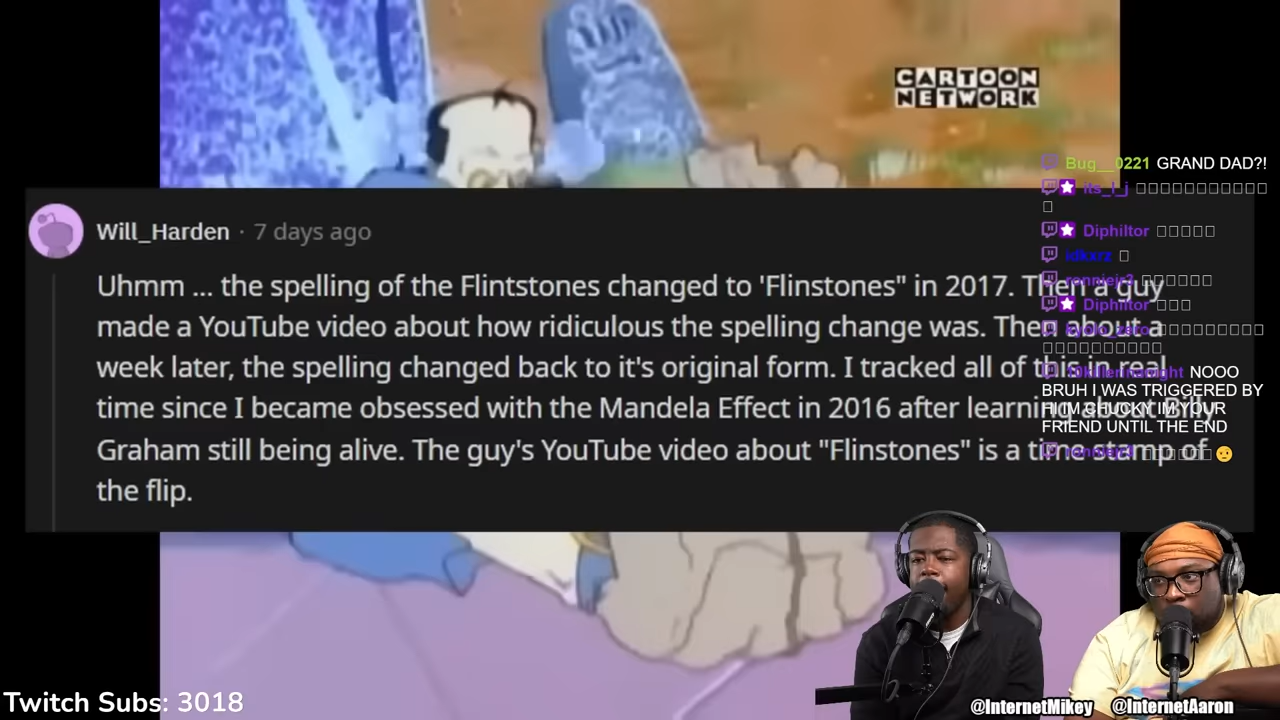 CARTOON
NETWORK
Bug__0221 GRAND DAD?!
Will_Harden · 7 days ago
Diphiltor
Uhmm ... the spelling of the Flintstones changed to 'Flinstones" in 2017. Then a guy
Diphiltor
made a YouTube video about how ridiculous the spelling change was. Then about a
week later, the spelling changed back to it's original form. I tracked all of this in real
NOOO
BRUH I WAS TRIGGERED BY
time since I became obsessed with the Mandela Effect in 2016 after learning about Billy
HIIM CHUCKY IM YOUR
FRIEND UNTIL THE END
Graham still being alive. The guy's YouTube video about "Flinstones" is a time stamp of
the flip.
Twitch Subs: 3018
@InternetMikey
@InternetAaron